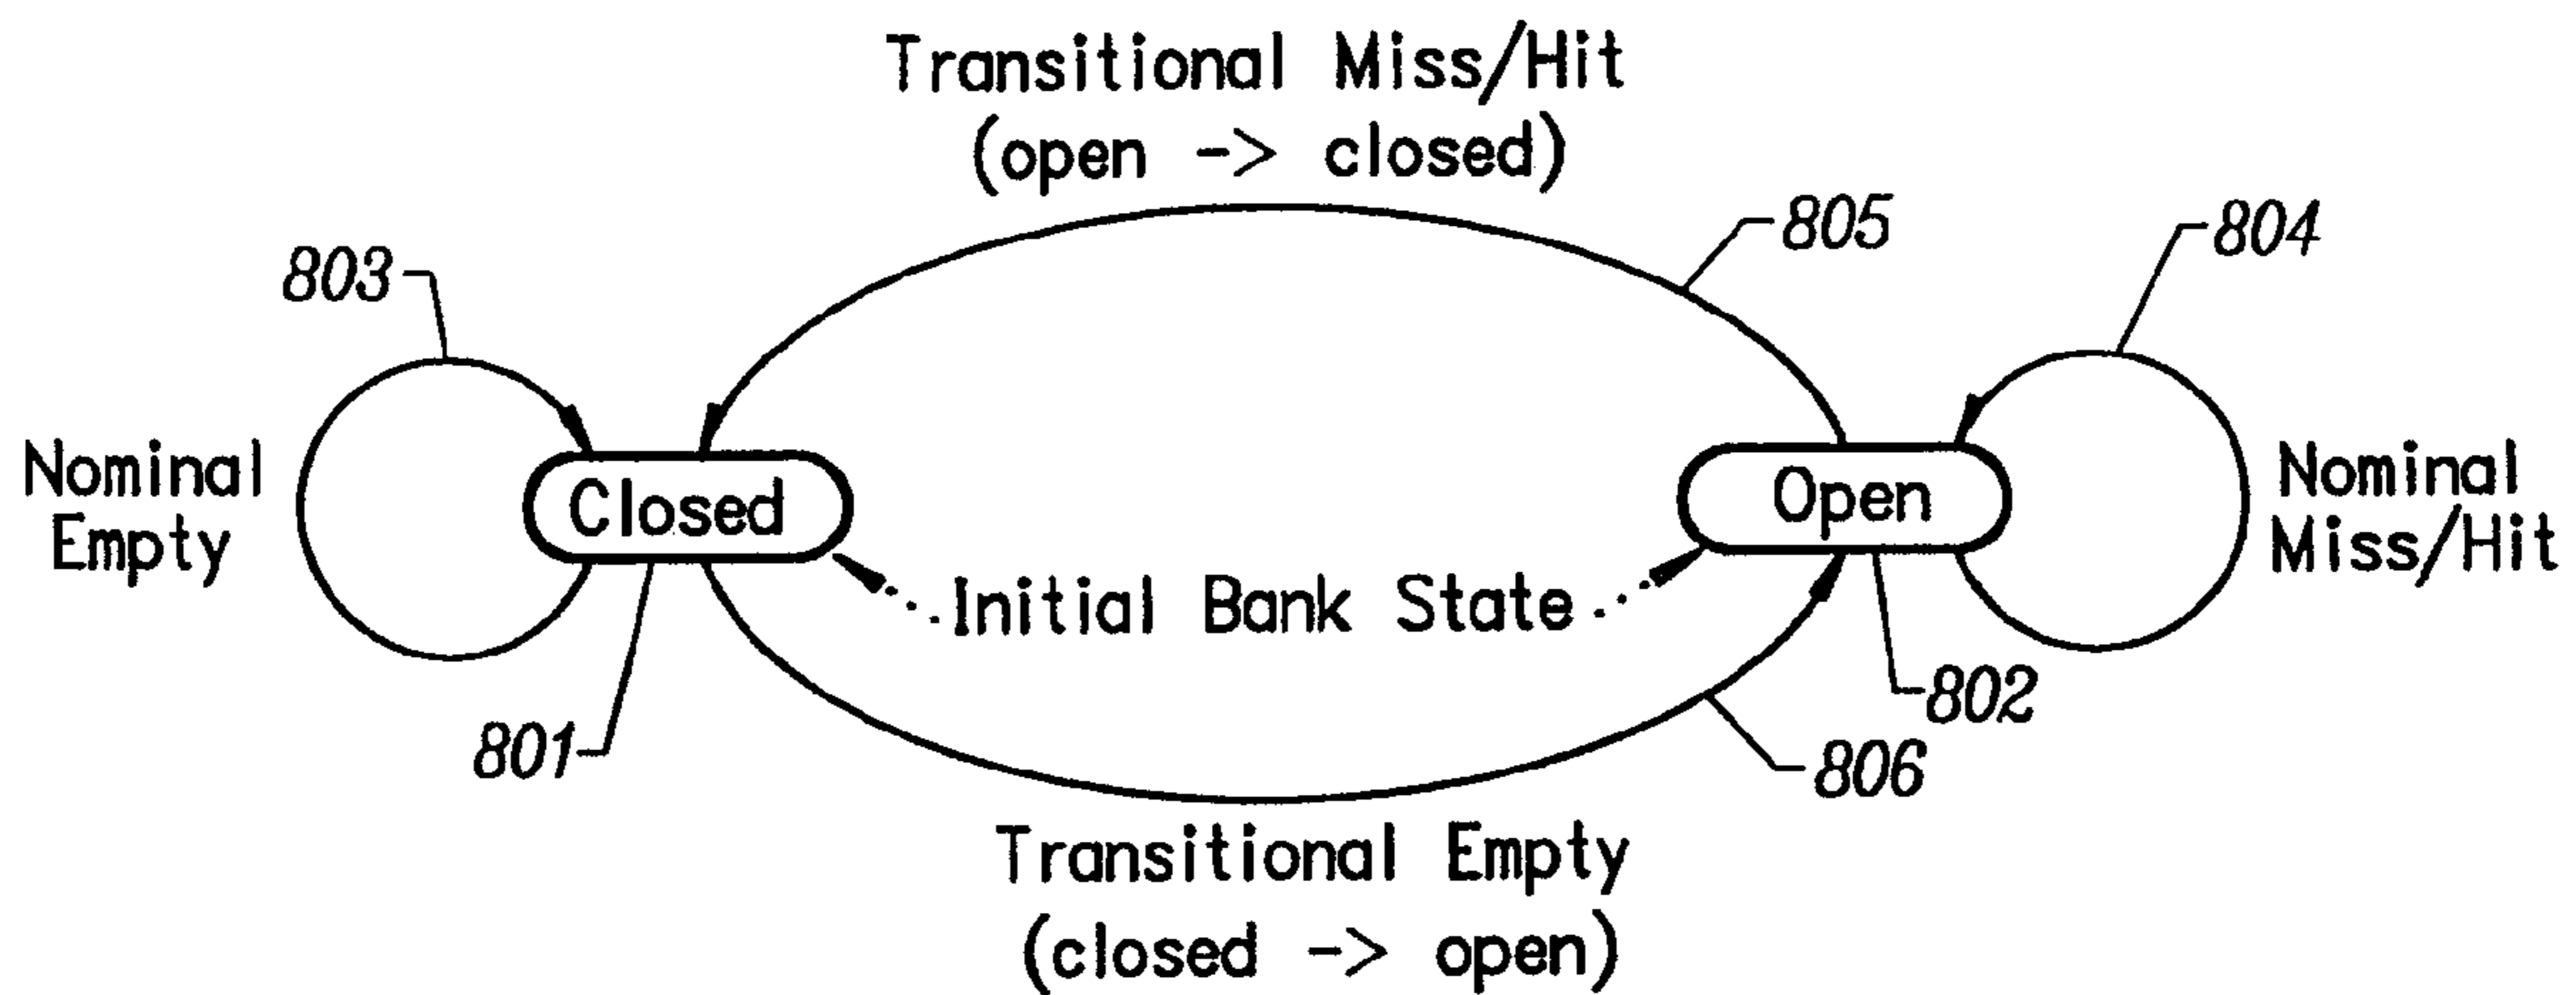 Transitional Miss/Hit
(open -> closed)
805
804
803
Nominal
Empty
Closed
Open
Nominal
Miss/Hit
Initial Bank State
801
802
806
Transitional Empty
(closed -> open)